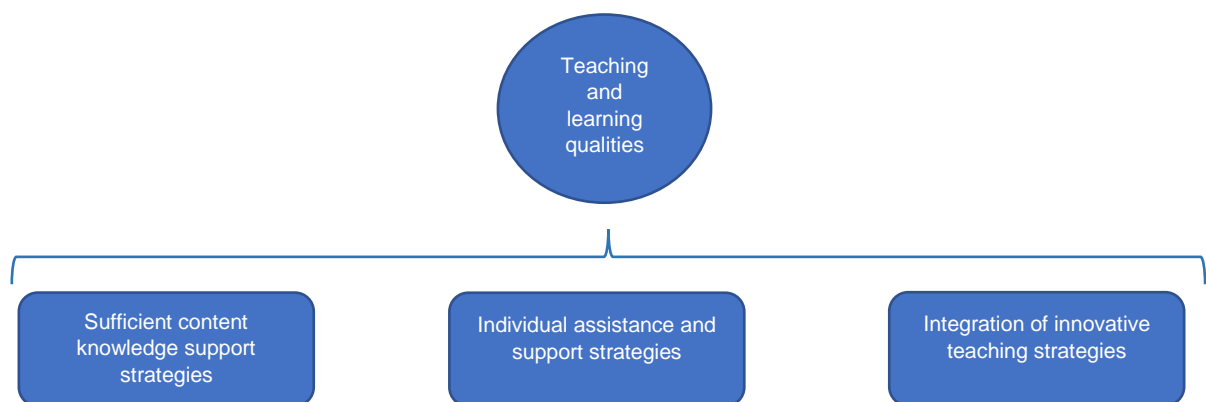 Teaching
and
learning
qualities
Sufficient content
knowledge support
strategies
Individual assistance and
support strategies
Integration of innovative
teaching strategies